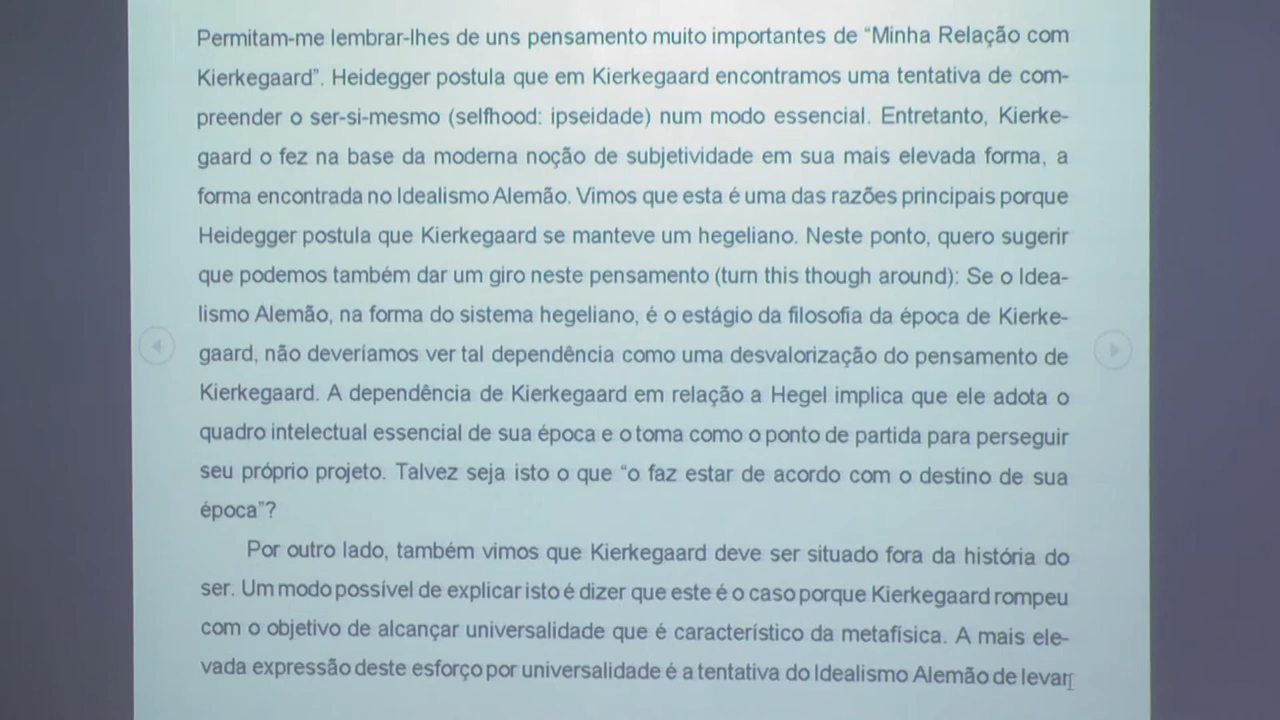 Permitam-me lembrar-lhes de uns pensamento muito importantes de “Minha Relação com
Kierkegaard”. Heidegger postula que em Kierkegaard encontramos uma tentativa de com-
preender o ser-si-mesmo (selfhood: ipseidade) num modo essencial. Entretanto, Kierke-
gaard o fez na base da moderna noção de subjetividade em sua mais elevada forma, a
forma encontrada no Idealismo Alemão. Vimos que esta é uma das razões principais porque
Heidegger postula que Kierkegaard se manteve um hegeliano. Neste ponto, quero sugerir
que podemos também dar um giro neste pensamento (turn this though around): Se o Idea-
lismo Alemão, na forma do sistema hegeliano, é o estágio da filosofia da época de Kierke-
gaard, não deveríamos ver tal dependência como uma desvalorização do pensamento de
Kierkegaard. A dependência de Kierkegaard em relação a Hegel implica que ele adota o
quadro intelectual essencial de sua época e o toma como o ponto de partida para perseguir
seu próprio projeto. Talvez seja isto o que “o faz estar de acordo com o destino de sua
época”?
Por outro lado, também vimos que Kierkegaard deve ser situado fora da história do
ser. Um modo possível de explicar isto é dizer que este é o caso porque Kierkegaard rompeu
com o objetivo de alcançar universalidade que é característico da metafísica. A mais ele-
vada expressão deste esforço por universalidade é a tentativa do Idealismo Alemão de levar